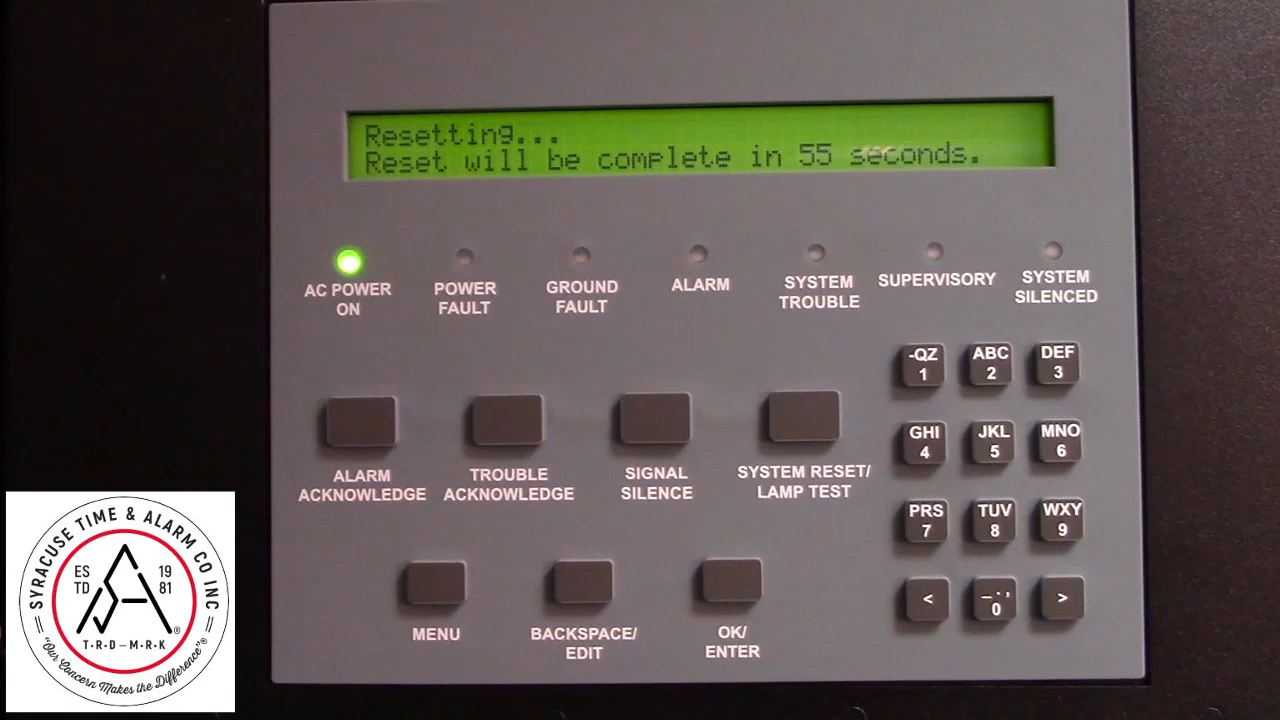 Resetting...
Reset will be complete in 55 seconds.
AC POWER
ON
POWER
FAULT
GROUND
FAULT
ALARM
SYSTEM
TROUBLE
SUPERVISORY
SYSTEM
SILENCED
-QZ
1
ABC
2
DEF
3
GHI
4
JKL
5
MNO
6
PRS
7
TUV
8
WXY
9
<
_ . ,
0
>
ALARM
ACKNOWLEDGE
TROUBLE
ACKNOWLEDGE
SIGNAL
SILENCE
SYSTEM RESET/
LAMP TEST
MENU
BACKSPACE/
EDIT
OK/
ENTER
SYRACUSE TIME & ALARM CO INC
ES
TD
19
81
®
T·R·D—M·R·K
"Our Concern Makes the Difference"®